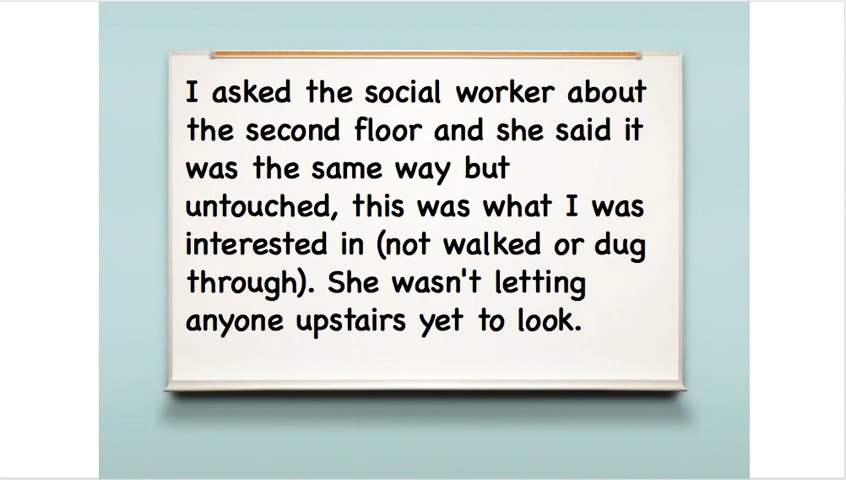 I asked the social worker about
the second floor and she said it
was the same way but
untouched, this was what I was
interested in (not walked or dug
through). She wasn't letting
anyone upstairs yet to look.